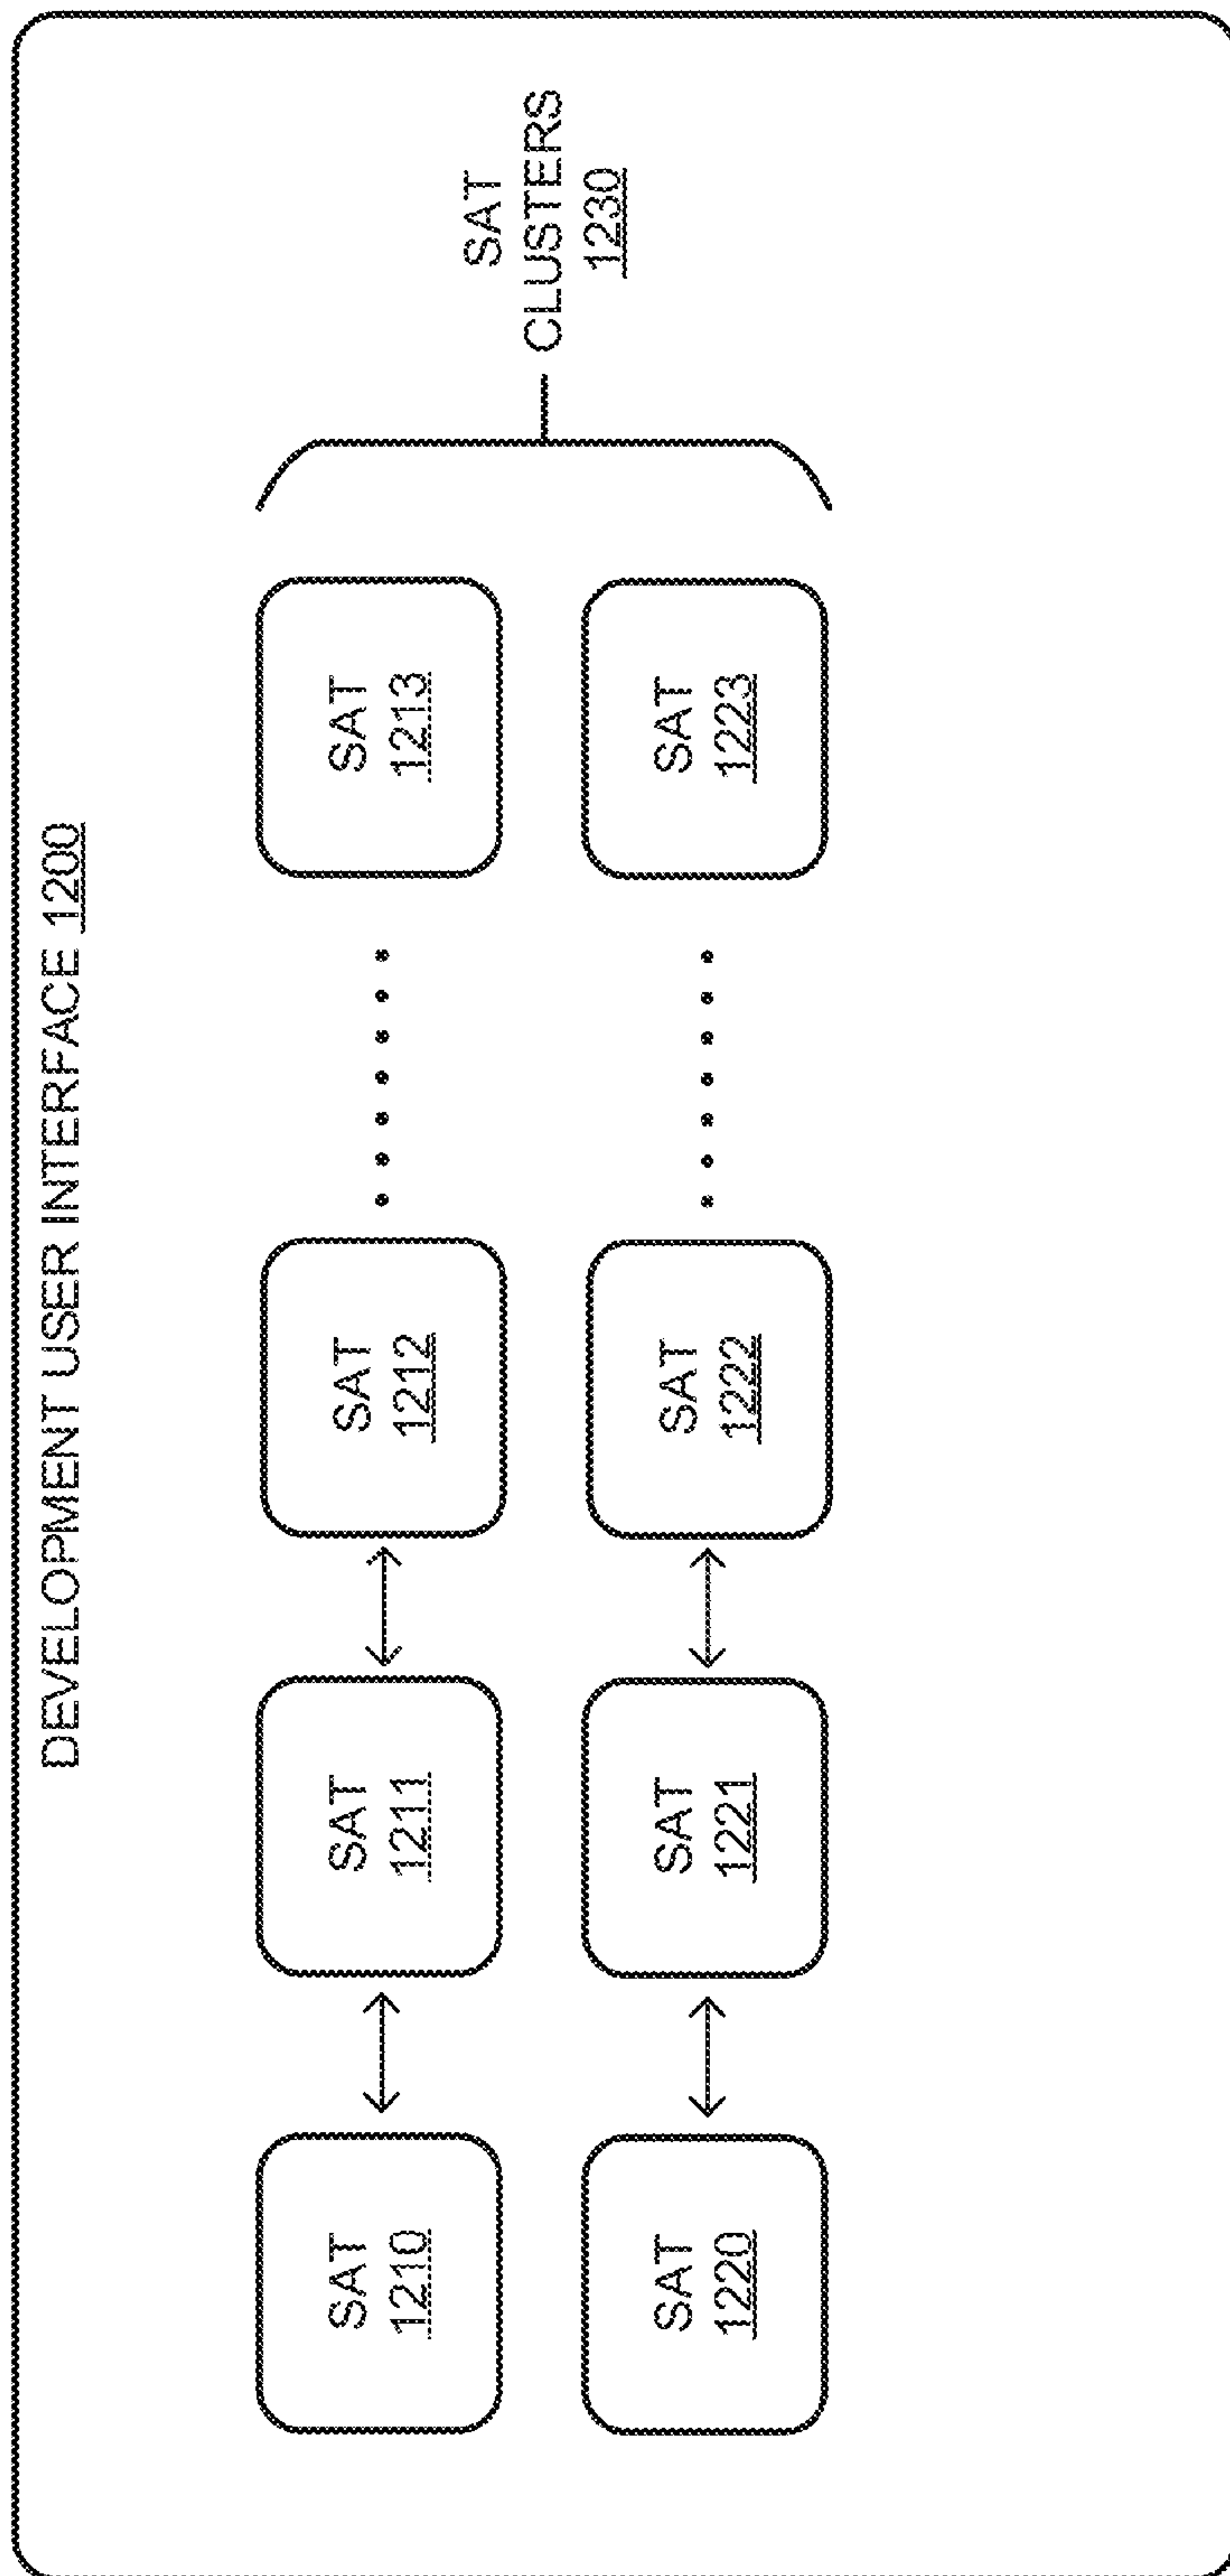 DEVELOPMENT USER INTERFACE 1200
SAT
1210
SAT
1211
SAT
1212
SAT
1213
SAT
1220
SAT
1221
SAT
1222
SAT
1223
SAT
CLUSTERS
1230